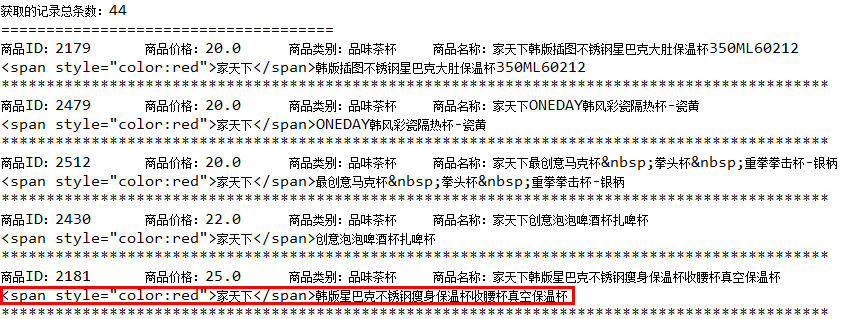 获取的记录总条数：44
=====================================
商品ID：2179 商品价格：20.0 商品类别：品味茶杯 商品名称：家天下韩版插图不锈钢星巴克大肚保温杯350ML60212
<span style="color:red">家天下</span>韩版插图不锈钢星巴克大肚保温杯350ML60212
********************************************************************************************
商品ID：2479 商品价格：20.0 商品类别：品味茶杯 商品名称：家天下ONEDAY韩风彩瓷隔热杯-瓷黄
<span style="color:red">家天下</span>ONEDAY韩风彩瓷隔热杯-瓷黄
********************************************************************************************
商品ID：2512 商品价格：20.0 商品类别：品味茶杯 商品名称：家天下最创意马克杯&nbsp;拳头杯&nbsp;重拳拳击杯-银柄
<span style="color:red">家天下</span>最创意马克杯&nbsp;拳头杯&nbsp;重拳拳击杯-银柄
********************************************************************************************
商品ID：2430 商品价格：22.0 商品类别：品味茶杯 商品名称：家天下创意泡泡啤酒杯扎啤杯
<span style="color:red">家天下</span>创意泡泡啤酒杯扎啤杯
********************************************************************************************
商品ID：2181 商品价格：25.0 商品类别：品味茶杯 商品名称：家天下韩版星巴克不锈钢瘦身保温杯收腰杯真空保温杯
<span style="color:red">家天下</span>韩版星巴克不锈钢瘦身保温杯收腰杯真空保温杯
********************************************************************************************